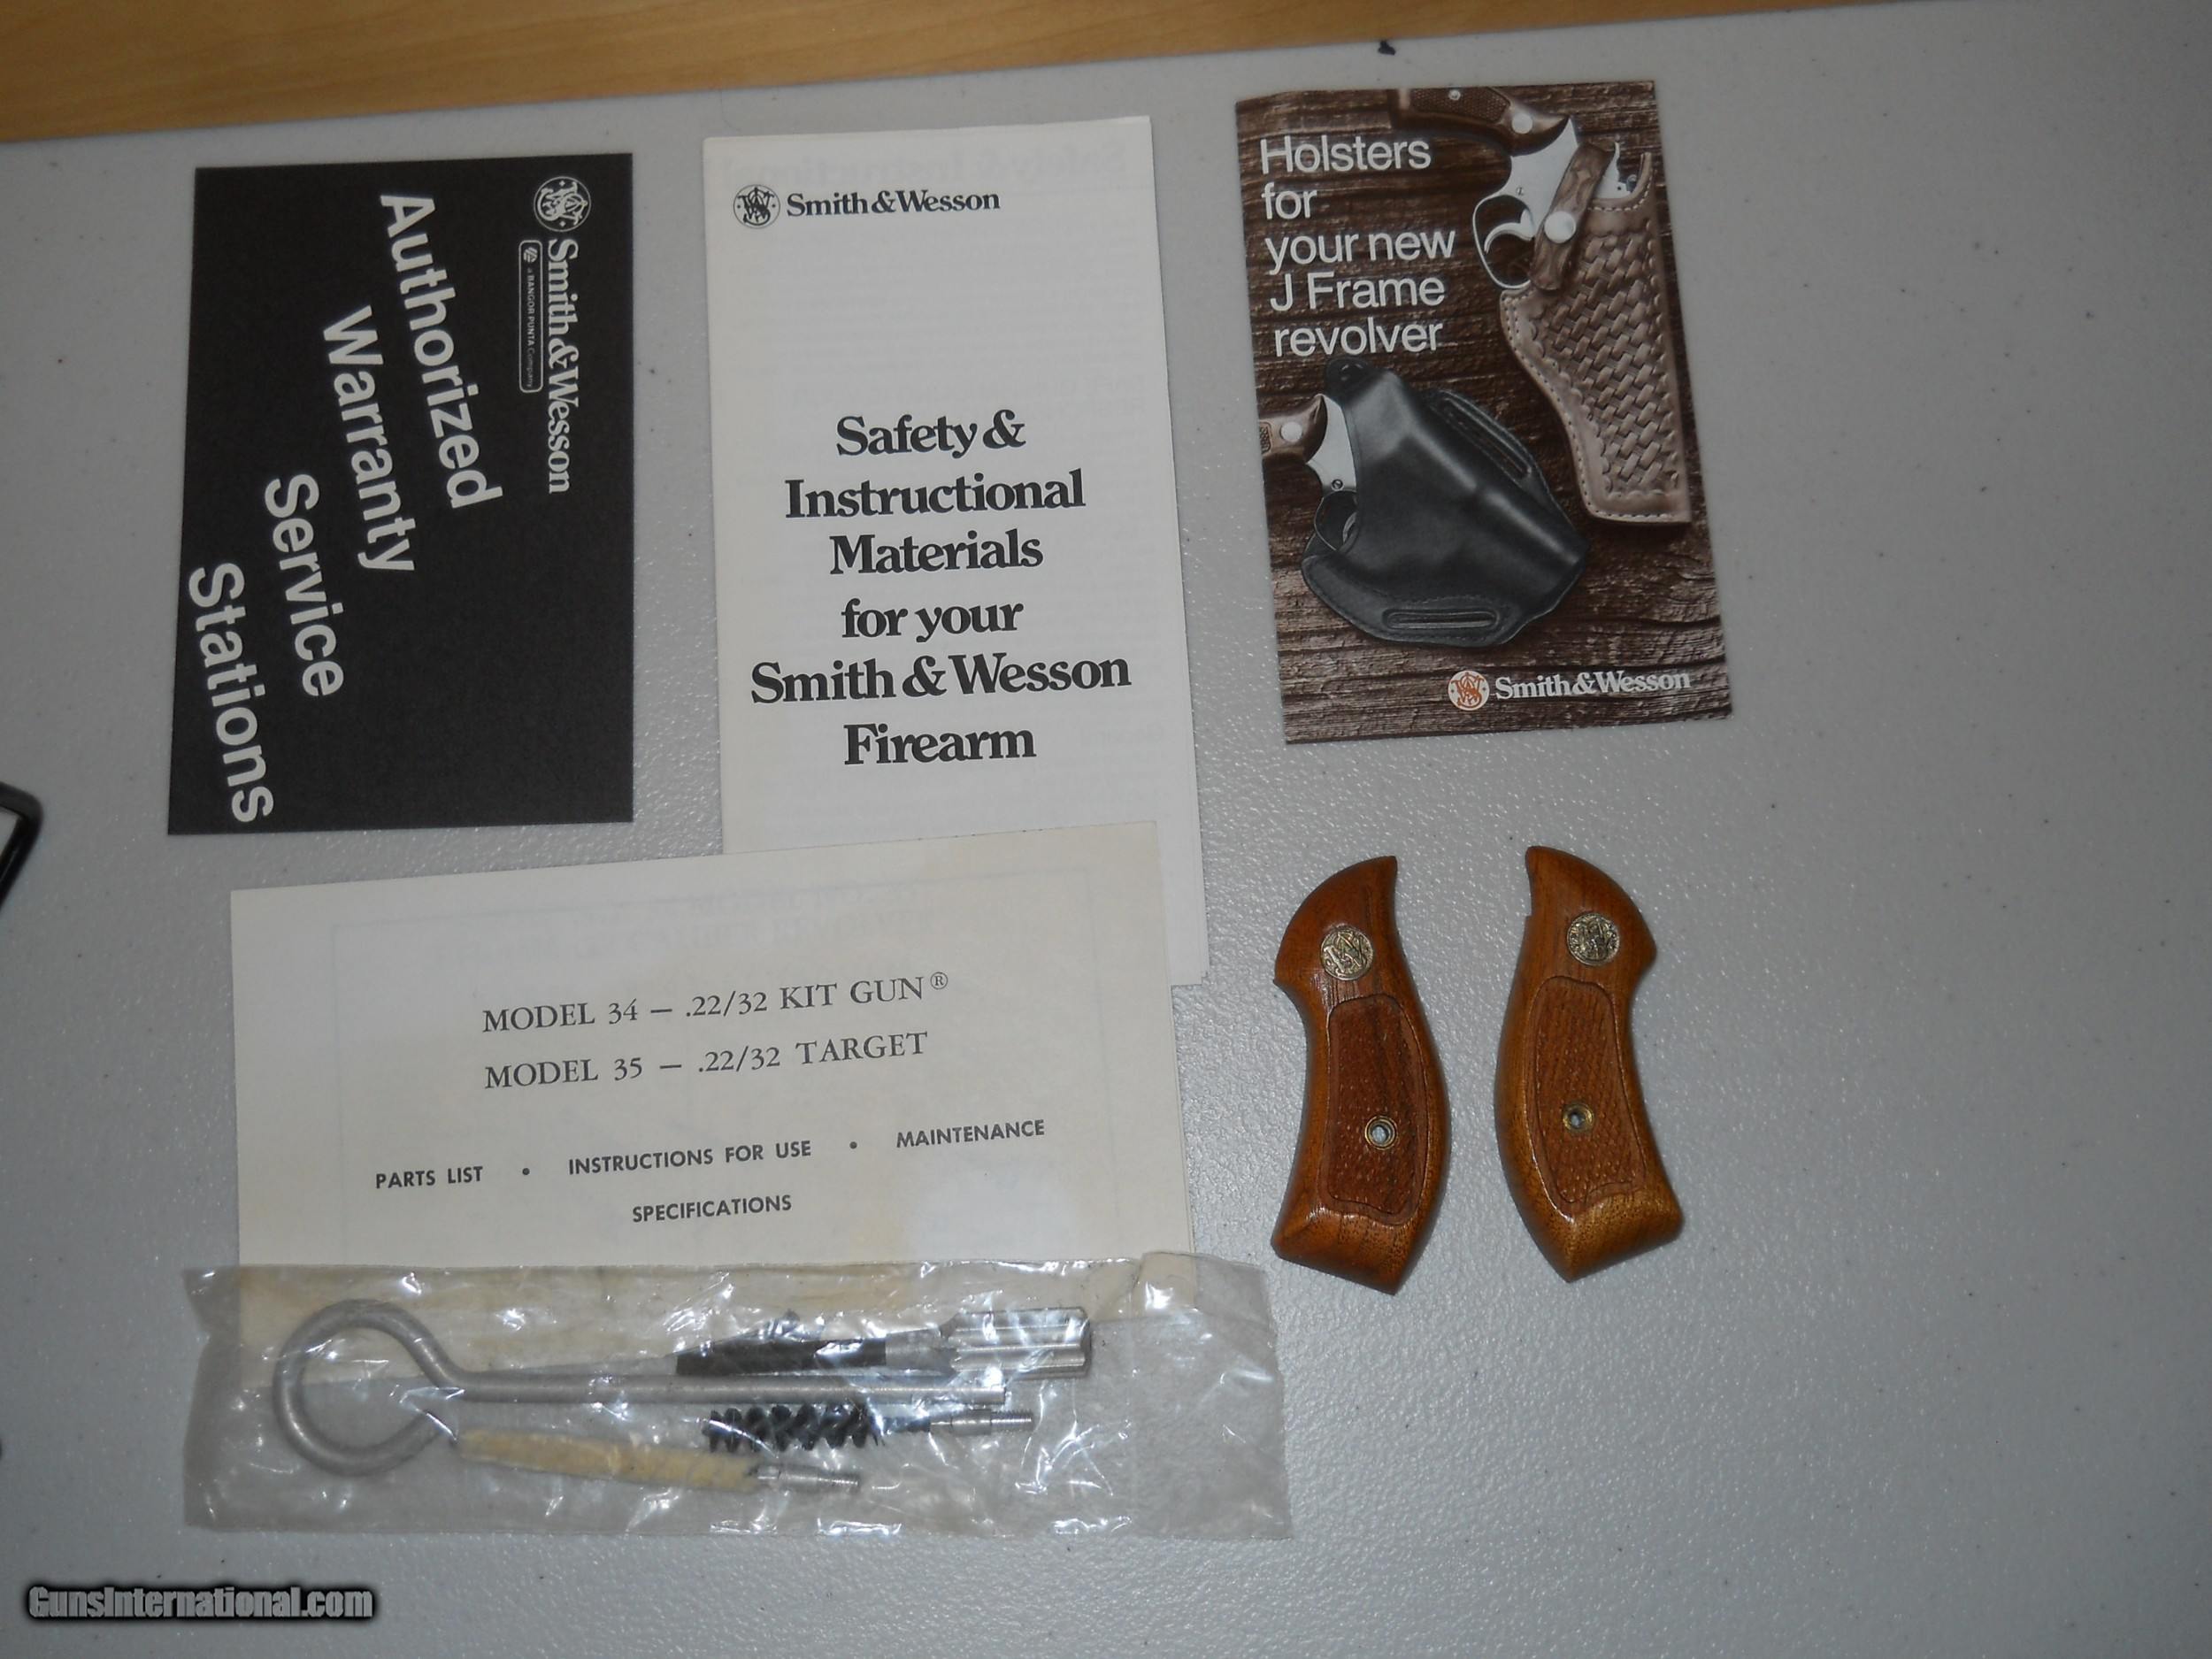 Smith & Wesson
a BANGOR PUNTA Company
Authorized
Warranty
Service
Stations
Smith & Wesson
Safety &
Instructional
Materials
for your
Smith & Wesson
Firearm
Holsters
for
your new
J Frame
revolver
Smith & Wesson
MODEL 34 — .22/32 KIT GUN®
MODEL 35 — .22/32 TARGET
PARTS LIST • INSTRUCTIONS FOR USE • MAINTENANCE
SPECIFICATIONS
GunsInternational.com